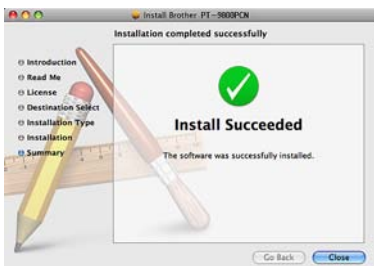 Install Brother PT-9800PCN
Installation completed successfully
Introduction
Read Me
License
Destination Select
Installation Type
Installation
Summary
Install Succeeded
The software was successfully installed.
Go Back
Close